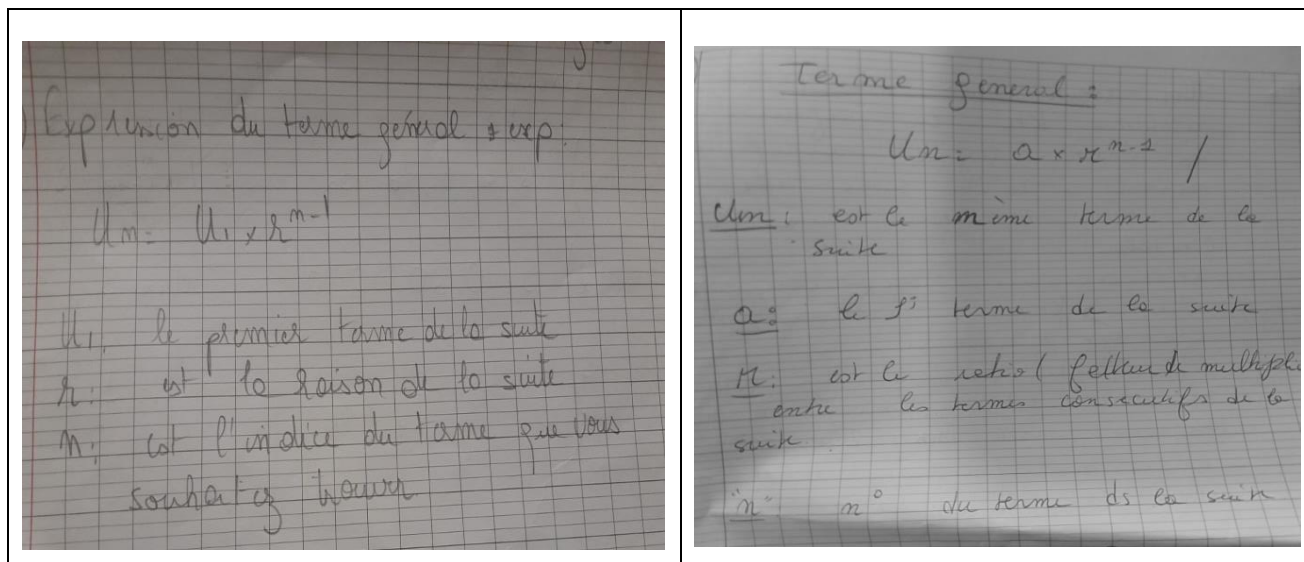 Expression du terme général exp:
Un = U1 x r^n-1
U1, le premier terme de la suite
r: est la raison de la suite
n: est l'indice du terme que vous
souhaitez trouver
Terme general:
Un = a x r^n-1 /
Un: est le nième terme de la
suite
a: le 1° terme de la suite
r: est le ratio (facteur de multipl
entre les termes consécutifs de la
suite
"n" n° du terme ds la suite